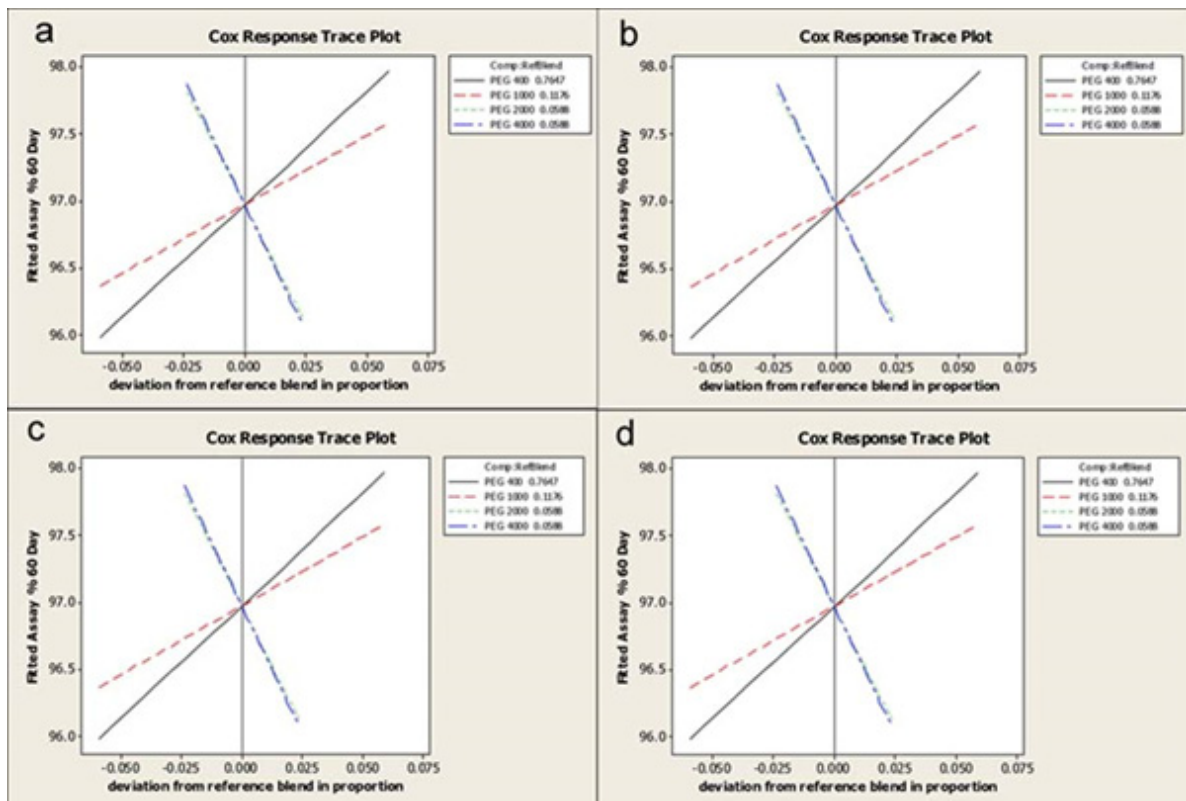 a
Cox Response Trace Plot
Comp:RefBlend
PEG 400 0.7647
PEG 1000 0.1176
PEG 2000 0.0588
PEG 4000 0.0588
98.0
97.5
97.0
96.5
96.0
Fitted Assay % 60 Day
-0.050 -0.025 0.000 0.025 0.050 0.075
deviation from reference blend in proportion
b
Cox Response Trace Plot
Comp:RefBlend
PEG 400 0.7647
PEG 1000 0.1176
PEG 2000 0.0588
PEG 4000 0.0588
98.0
97.5
97.0
96.5
96.0
Fitted Assay % 60 Day
-0.050 -0.025 0.000 0.025 0.050 0.075
deviation from reference blend in proportion
c
Cox Response Trace Plot
Comp:RefBlend
PEG 400 0.7647
PEG 1000 0.1176
PEG 2000 0.0588
PEG 4000 0.0588
98.0
97.5
97.0
96.5
96.0
Fitted Assay % 60 Day
-0.050 -0.025 0.000 0.025 0.050 0.075
deviation from reference blend in proportion
d
Cox Response Trace Plot
Comp:RefBlend
PEG 400 0.7647
PEG 1000 0.1176
PEG 2000 0.0588
PEG 4000 0.0588
98.0
97.5
97.0
96.5
96.0
Fitted Assay % 60 Day
-0.050 -0.025 0.000 0.025 0.050 0.075
deviation from reference blend in proportion